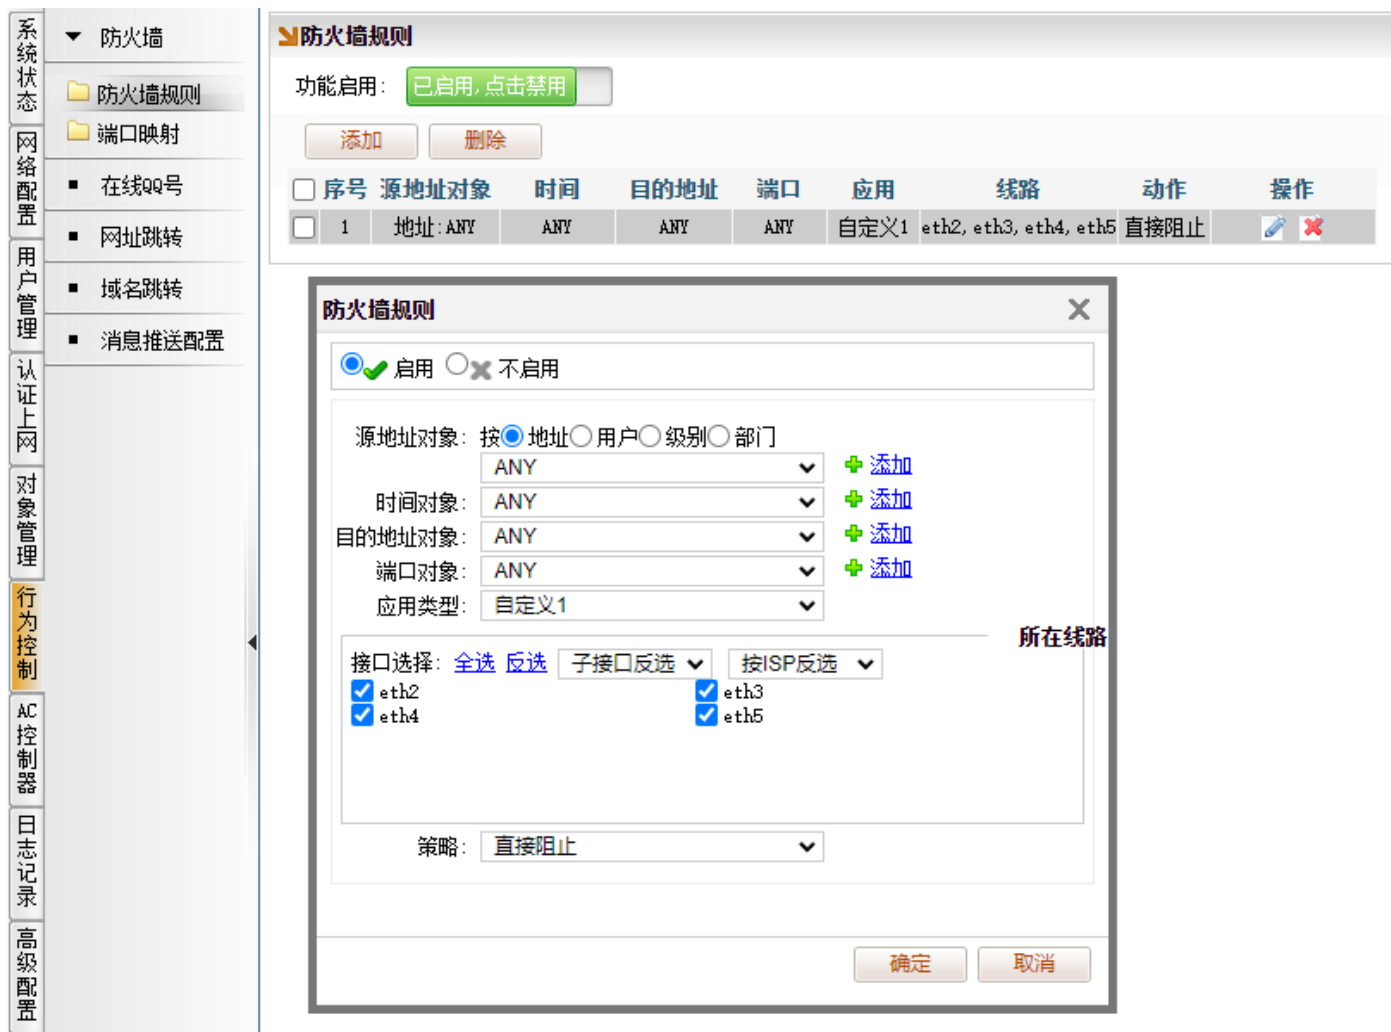 系统状态
网络配置
用户管理
认证上网
对象管理
行为控制
AC控制器
日志记录
高级配置
防火墙
防火墙规则
端口映射
在线QQ号
网址跳转
域名跳转
消息推送配置
防火墙规则
功能启用: 已启用,点击禁用
添加 删除
序号 源地址对象 时间 目的地址 端口 应用 线路 动作 操作
1 地址:ANY ANY ANY ANY 自定义1 eth2, eth3, eth4, eth5 直接阻止
防火墙规则
启用 不启用
源地址对象: 按 地址 用户 级别 部门
ANY 添加
时间对象: ANY 添加
目的地址对象: ANY 添加
端口对象: ANY 添加
应用类型: 自定义1
所在线路
接口选择: 全选 反选 子接口反选 按ISP反选
eth2 eth3
eth4 eth5
策略: 直接阻止
确定 取消